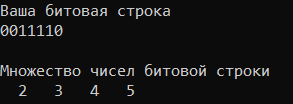 Ваша битовая строка
0011110
Множество чисел битовой строки
2 3 4 5